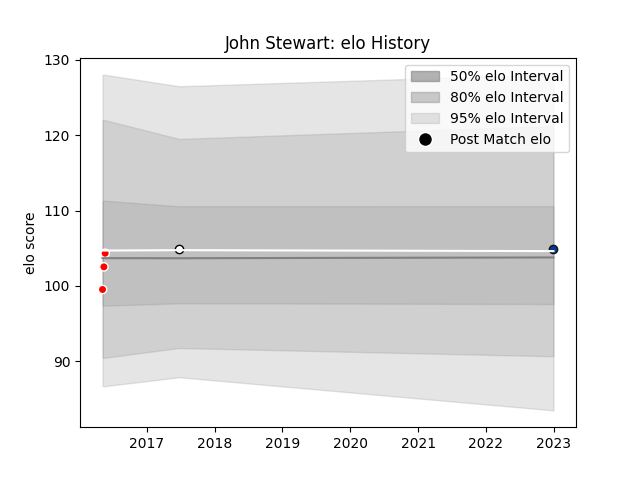 John Stewart: elo History
130
120
110
100
90
elo score
50% elo Interval
80% elo Interval
95% elo Interval
Post Match elo
2017 2018 2019 2020 2021 2022 2023